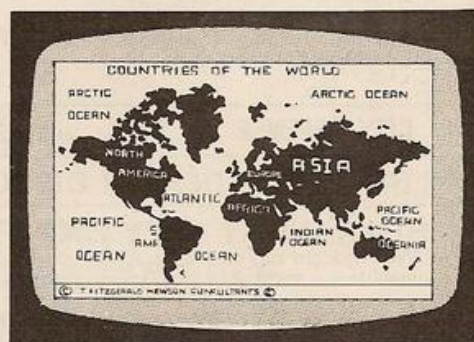 COUNTRIES OF THE WORLD
ARCTIC
OCEAN
ARCTIC OCEAN
NORTH
AMERICA
EUROPE
ASIA
ATLANTIC
AFRICA
PACIFIC
OCEAN
S
AME
OCEAN
INDIAN
OCEAN
PACIFIC
OCEAN
OCEANIA
© T FITZGERALD HEWSON CONSULTANTS ©